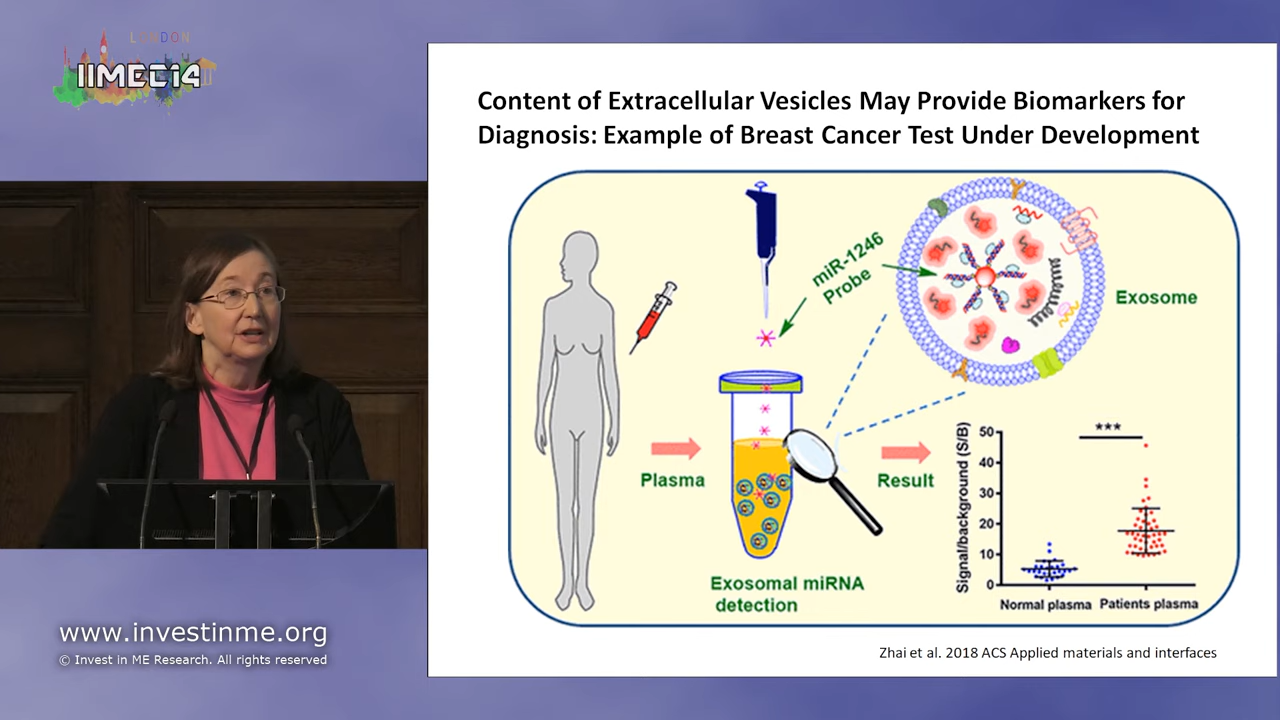 LONDON
IIMEC14
Content of Extracellular Vesicles May Provide Biomarkers for
Diagnosis: Example of Breast Cancer Test Under Development
miR-1246
Probe
Exosome
Plasma
Result
Exosomal miRNA
detection
Signal/background (S/B)
50
40
30
20
10
0
***
Normal plasma
Patients plasma
Zhai et al. 2018 ACS Applied materials and interfaces
www.investinme.org
© Invest in ME Research. All rights reserved